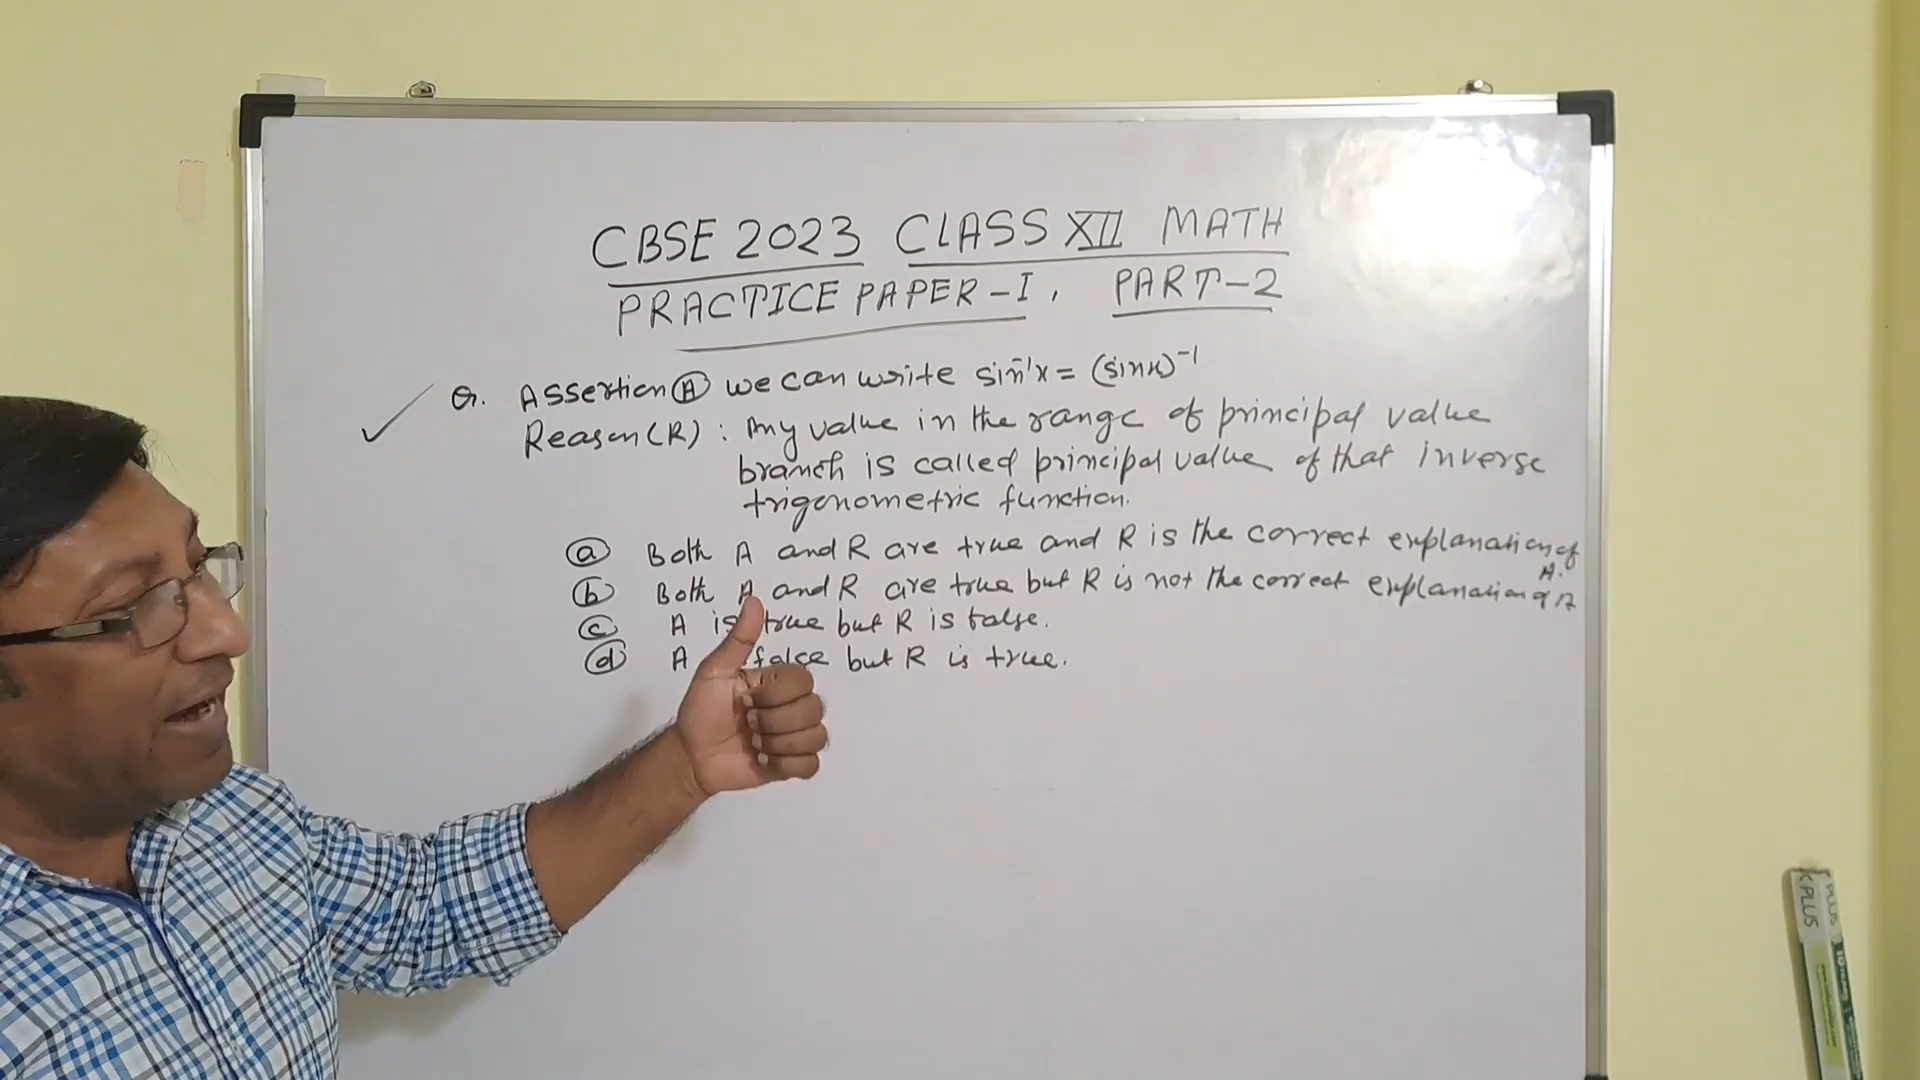 CBSE 2023 CLASS XII MATH
PRACTICE PAPER-I, PART-2
Q. Assertion (A) we can write sin⁻¹x = (sinx)⁻¹
Reason (R) : Any value in the range of principal value
branch is called principal value of that inverse
trigonometric function.
(a) Both A and R are true and R is the correct explanation of A.
(b) Both A and R are true but R is not the correct explanation of A
(c) A is true but R is false.
(d) A false but R is true.
K PLUS
PLUS